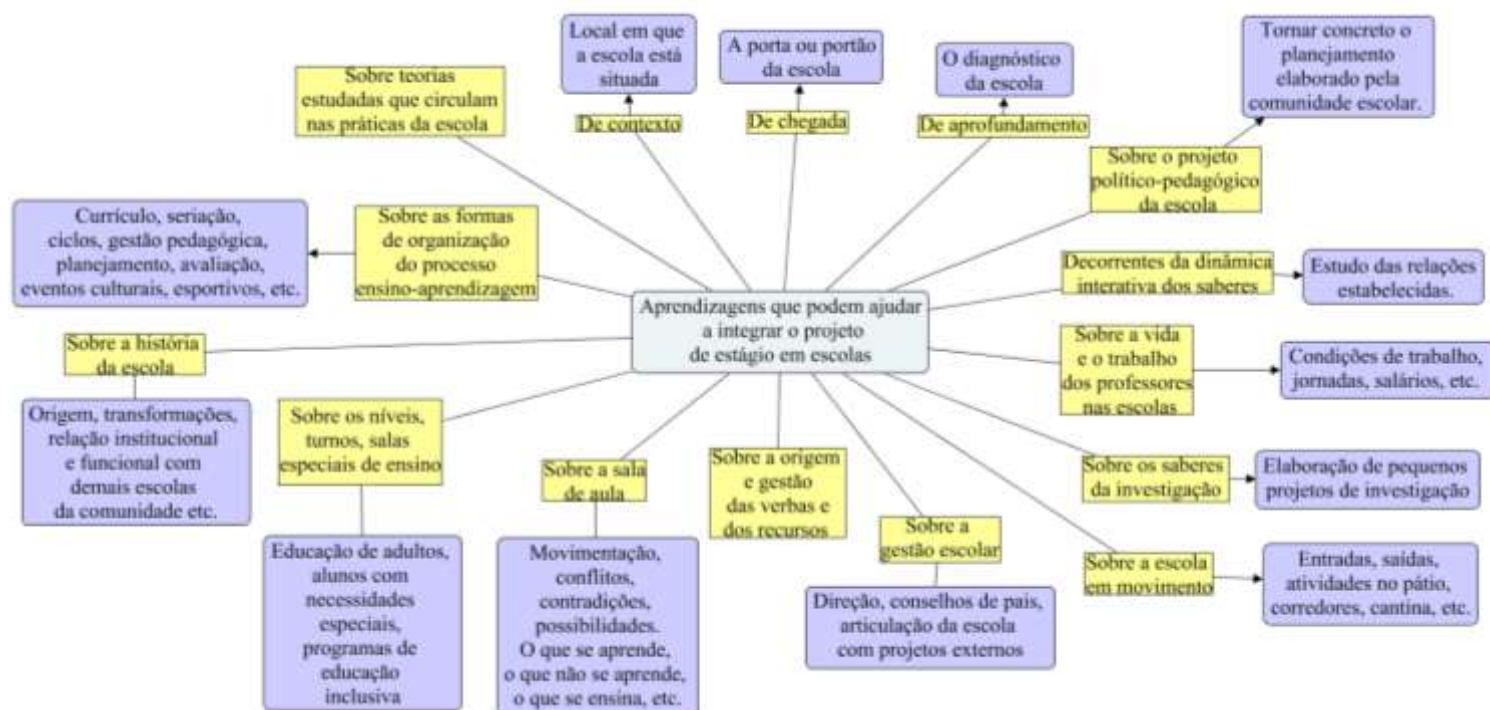 Local em que
a escola está
situada
A porta ou portão
da escola
O diagnóstico
da escola
Tornar concreto o
planejamento
elaborado pela
comunidade escolar.
Sobre teorias
estudadas que circulam
nas práticas da escola
De contexto
De chegada
De aprofundamento
Sobre o projeto
político-pedagógico
da escola
Currículo, seriação,
ciclos, gestão pedagógica,
planejamento, avaliação,
eventos culturais, esportivos, etc.
Sobre as formas
de organização
do processo
ensino-aprendizagem
Decorrentes da dinâmica
interativa dos saberes
Estudo das relações
estabelecidas.
Aprendizagens que podem ajudar
a integrar o projeto
de estágio em escolas
Sobre a história
da escola
Sobre a vida
e o trabalho
dos professores
nas escolas
Condições de trabalho,
jornadas, salários, etc.
Origem, transformações,
relação institucional
e funcional com
demais escolas
da comunidade etc.
Sobre os níveis,
turnos, salas
especiais de ensino
Sobre a sala
de aula
Sobre a origem
e gestão
das verbas e
dos recursos
Sobre os saberes
da investigação
Elaboração de pequenos
projetos de investigação
Sobre a
gestão escolar
Sobre a escola
em movimento
Entradas, saídas,
atividades no pátio,
corredores, cantina, etc.
Educação de adultos,
alunos com
necessidades
especiais,
programas de
educação
inclusiva
Movimentação,
conflitos,
contradições,
possibilidades.
O que se aprende,
o que não se aprende,
o que se ensina, etc.
Direção, conselhos de pais,
articulação da escola
com projetos externos